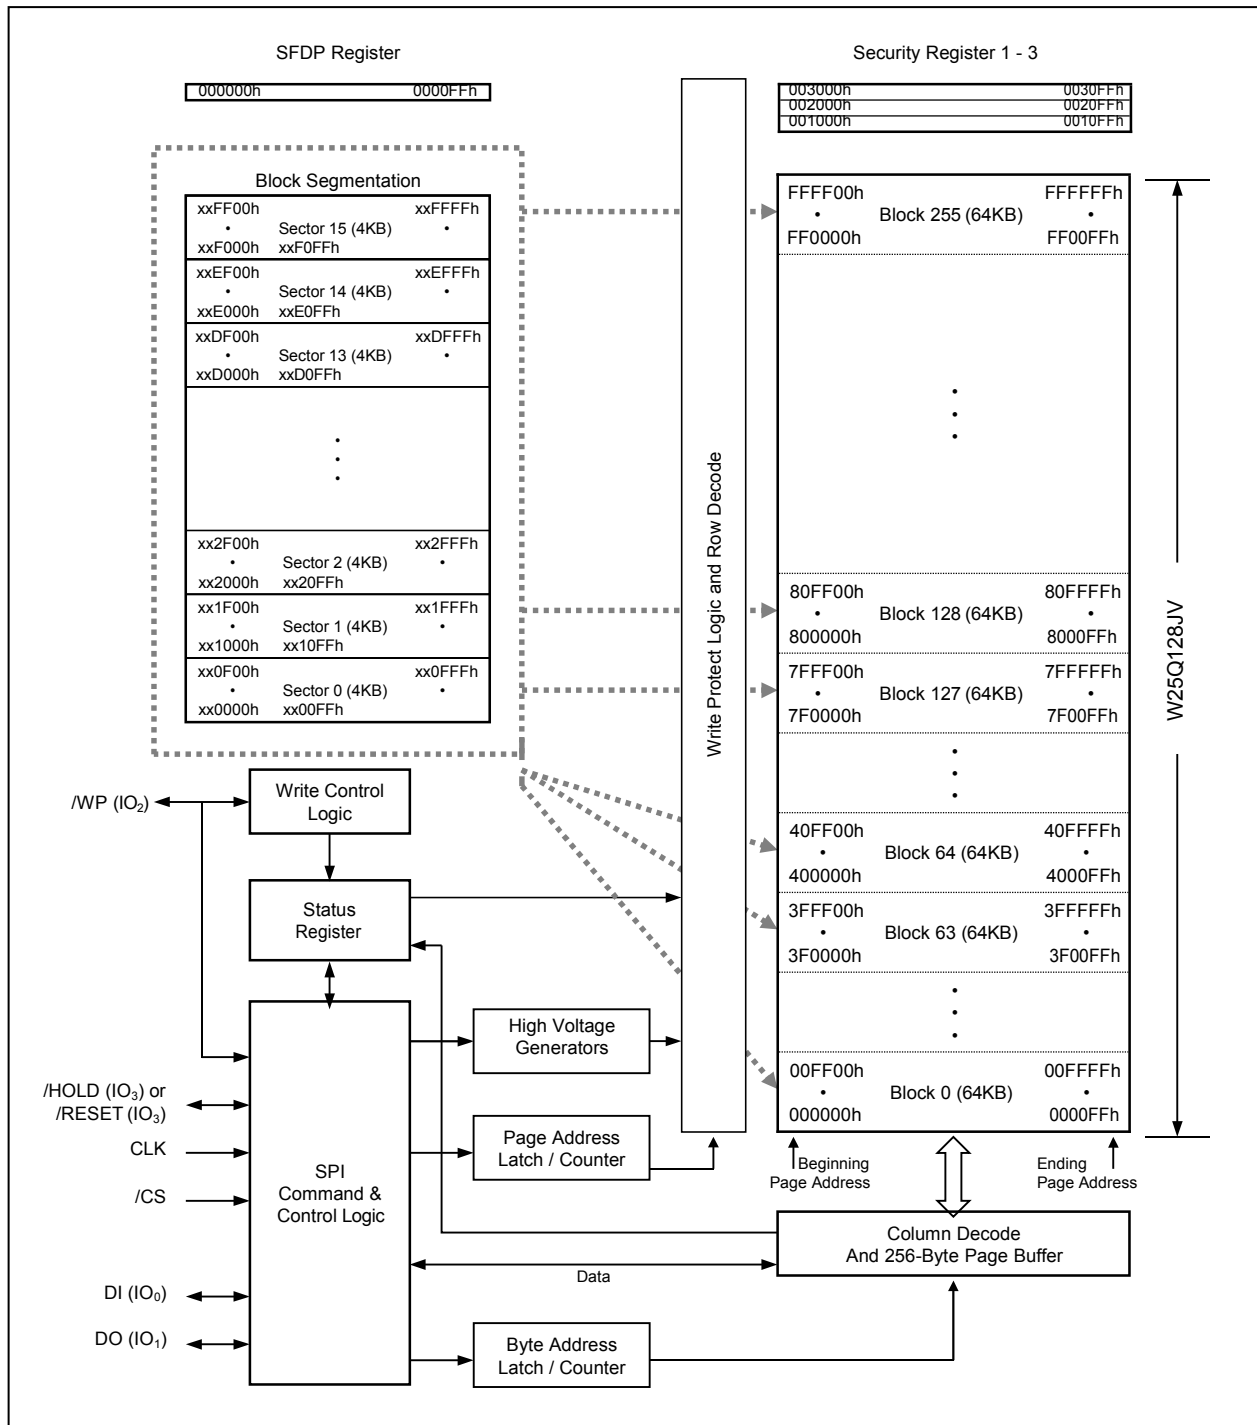 SFDP Register
000000h 0000FFh
Security Register 1 - 3
003000h 0030FFh
002000h 0020FFh
001000h 0010FFh
Block Segmentation
xxFF00h xxFFFFh
• Sector 15 (4KB) •
xxF000h xxF0FFh
xxEF00h xxEFFFh
• Sector 14 (4KB) •
xxE000h xxE0FFh
xxDF00h xxDFFFh
• Sector 13 (4KB) •
xxD000h xxD0FFh
xx2F00h xx2FFFh
• Sector 2 (4KB) •
xx2000h xx20FFh
xx1F00h xx1FFFh
• Sector 1 (4KB) •
xx1000h xx10FFh
xx0F00h xx0FFFh
• Sector 0 (4KB) •
xx0000h xx00FFh
Write Protect Logic and Row Decode
FFFF00h FFFFFFh
• Block 255 (64KB) •
FF0000h FF00FFh
80FF00h 80FFFFh
• Block 128 (64KB) •
800000h 8000FFh
7FFF00h 7FFFFFh
• Block 127 (64KB) •
7F0000h 7F00FFh
40FF00h 40FFFFh
• Block 64 (64KB) •
400000h 4000FFh
3FFF00h 3FFFFFh
• Block 63 (64KB) •
3F0000h 3F00FFh
00FF00h 00FFFFh
• Block 0 (64KB) •
000000h 0000FFh
W25Q128JV
Beginning
Page Address
Ending
Page Address
/WP (IO₂)
Write Control
Logic
Status
Register
/HOLD (IO₃) or
/RESET (IO₃)
CLK
/CS
DI (IO₀)
DO (IO₁)
SPI
Command &
Control Logic
High Voltage
Generators
Page Address
Latch / Counter
Column Decode
And 256-Byte Page Buffer
Data
Byte Address
Latch / Counter